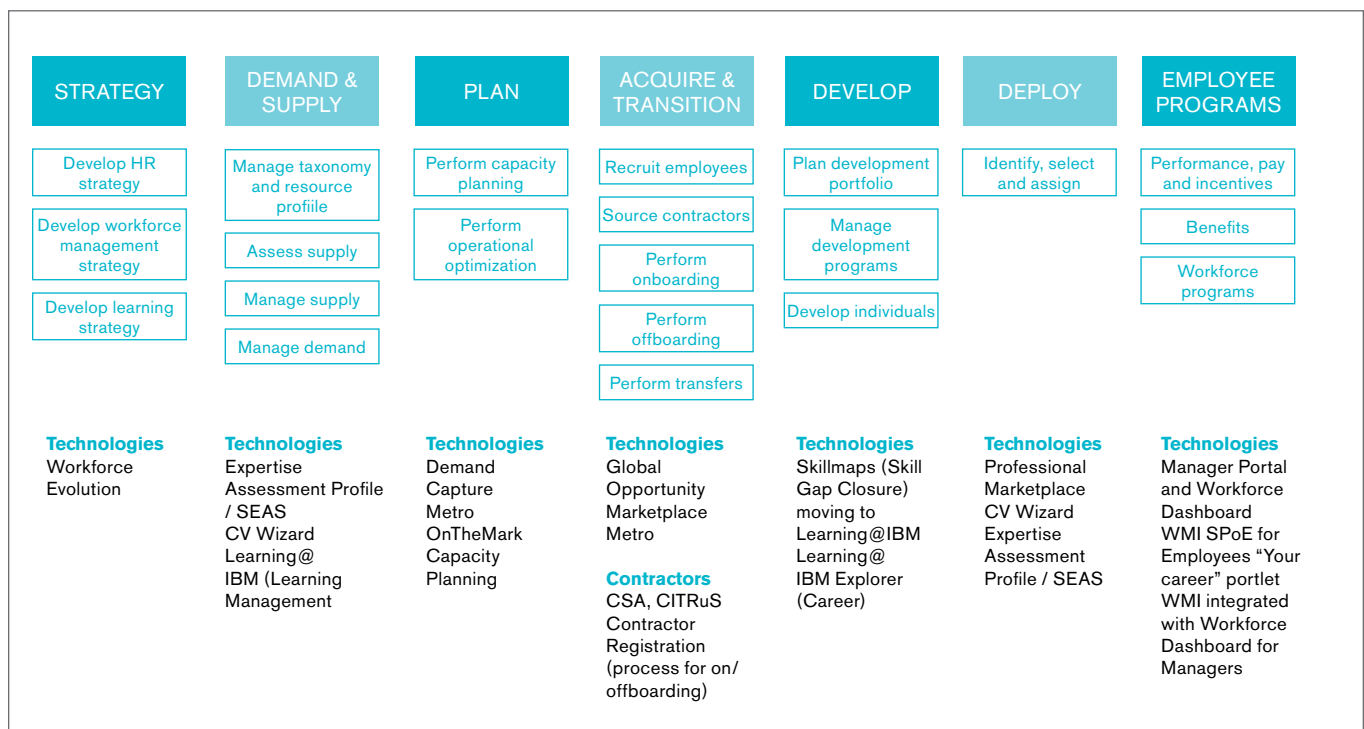 STRATEGY
Develop HR
strategy
Develop workforce
management
strategy
Develop learning
strategy
Technologies
Workforce
Evolution
DEMAND &
SUPPLY
Manage taxonomy
and resource
profiile
Assess supply
Manage supply
Manage demand
Technologies
Expertise
Assessment Profile
/ SEAS
CV Wizard
Learning@
IBM (Learning
Management
PLAN
Perform capacity
planning
Perform
operational
optimization
Technologies
Demand
Capture
Metro
OnTheMark
Capacity
Planning
ACQUIRE &
TRANSITION
Recruit employees
Source contractors
Perform
onboarding
Perform
offboarding
Perform transfers
Technologies
Global
Opportunity
Marketplace
Metro
Contractors
CSA, CITRuS
Contractor
Registration
(process for on/
offboarding)
DEVELOP
Plan development
portfolio
Manage
development
programs
Develop individuals
Technologies
Skillmaps (Skill
Gap Closure)
moving to
Learning@IBM
Learning@
IBM Explorer
(Career)
DEPLOY
Identify, select
and assign
Technologies
Professional
Marketplace
CV Wizard
Expertise
Assessment
Profile / SEAS
EMPLOYEE
PROGRAMS
Performance, pay
and incentives
Benefits
Workforce
programs
Technologies
Manager Portal
and Workforce
Dashboard
WMI SPoE for
Employees “Your
career” portlet
WMI integrated
with Workforce
Dashboard for
Managers